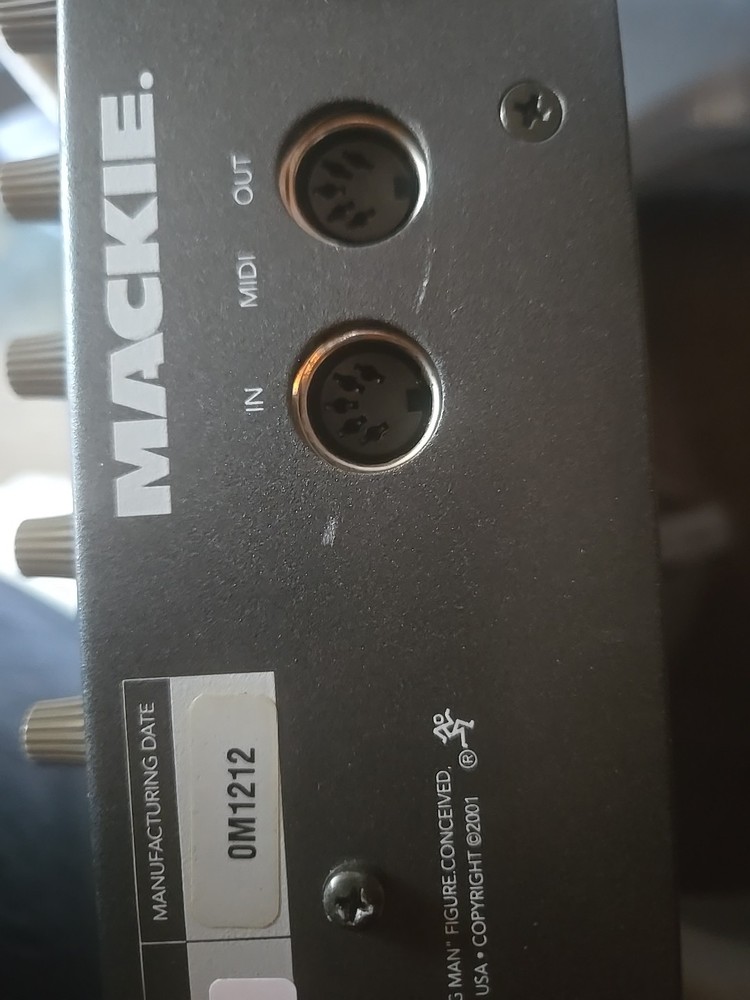 MACKIE.
OUT
MIDI
IN
MANUFACTURING DATE
0M1212
MAN" FIGURE.CONCEIVED,
USA • COPYRIGHT ©2001
®